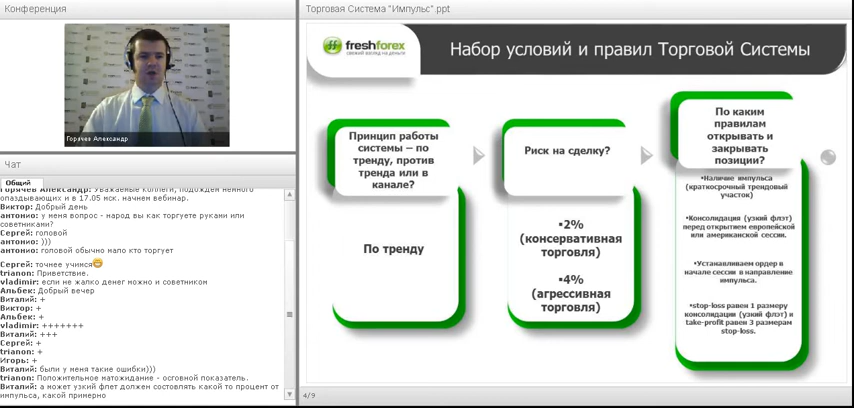 Конференция
Горячев Александр
Чат
Общий
Горячев Александр: Уважаемые коллеги, подождем немного
опаздывающих и в 17.05 мск. начнем вебинар.
Виктор: Добрый день
антонио: у меня вопрос - народ вы как торгуете руками или
советниками?
Сергей: головой
антонио: )))
антонио: головой обычно мало кто торгует
Сергей: точнее учимся
trianon: Приветствие.
vladimir: если не жалко денег можно и советником
Альбек: Добрый вечер
Виталий: +
Виктор: +
Альбек: +
vladimir: +++++++
Виталий: +++
Сергей: +
trianon: +
Игорь: +
Виталий: были у меня такие ошибки)))
trianon: Положительное матожидание - осговной показатель.
Виталий: а может узкий флет должен состовлять какой то процент от
импульса, какой примерно
Торговая Система "Импульс".ppt
freshforex
свежий взгляд на деньги
Набор условий и правил Торговой Системы
Принцип работы
системы – по
тренду, против
тренда или в
канале?
По тренду
Риск на сделку?
▪2%
(консервативная
торговля)
▪4%
(агрессивная
торговля)
По каким
правилам
открывать и
закрывать
позиции?
•Наличие импульса
(краткосрочный трендовый
участок)
•Консолидация (узкий флэт)
перед открытием европейской
или американской сессии.
•Устанавливаем ордер в
начале сессии в направление
импульса.
•stop-loss равен 1 размеру
консолидации (узкий флэт) и
take-profit равен 3 размерам
stop-loss.
4/9